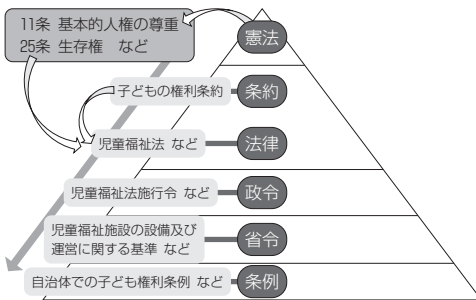 11条 基本的人権の尊重
25条 生存権 など
憲法
子どもの権利条約
条約
児童福祉法 など
法律
児童福祉法施行令 など
政令
児童福祉施設の設備及び
運営に関する基準 など
省令
自治体での子ども権利条例 など
条例